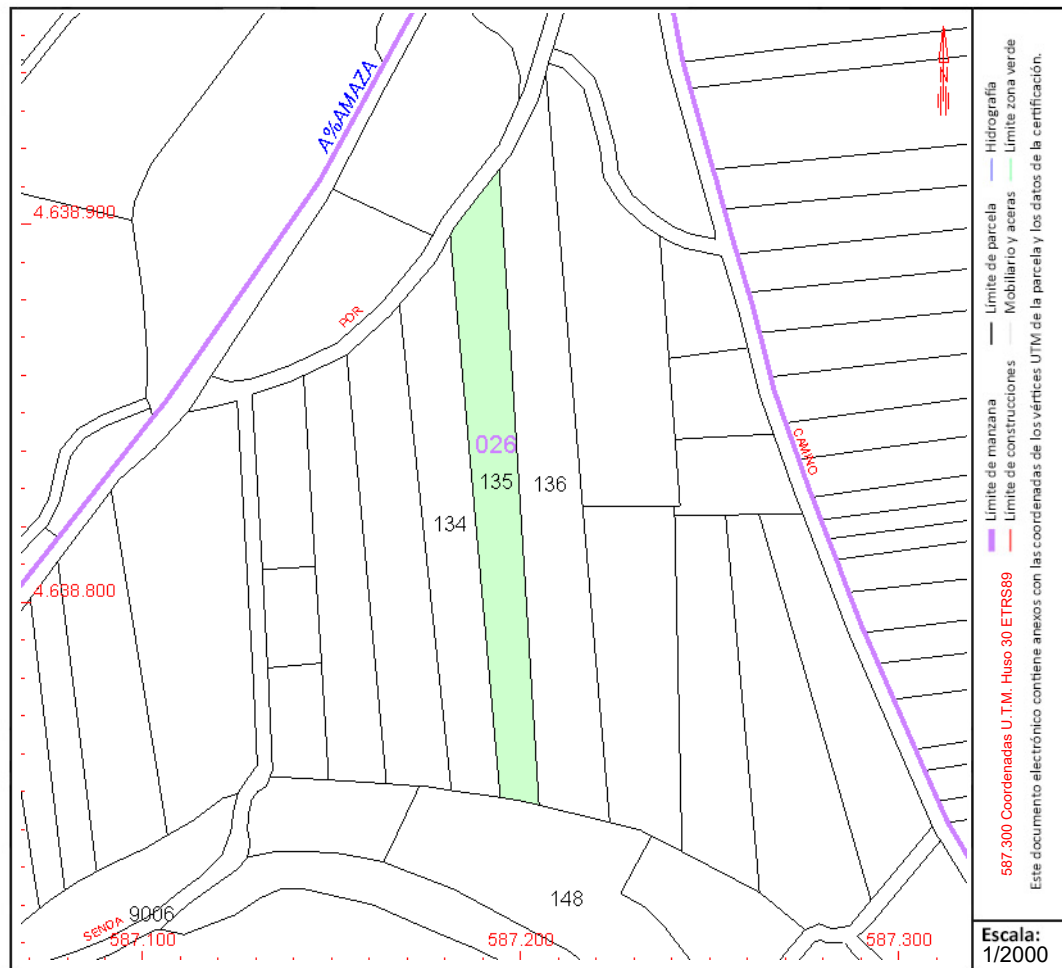 A%AMAZA
4.638.900
POR
026
135
136
134
CAMINO
4.638.800
148
9006
SENDA
587.100
587.200
587.300
N
Límite de manzana
Límite de parcela
Hidrografía
Límite de construcciones
Mobiliario y aceras
Límite zona verde
587.300 Coordenadas U.T.M. Huso 30 ETRS89
Este documento electrónico contiene anexos con las coordenadas de los vértices UTM de la parcela y los datos de la certificación.
Escala:
1/2000